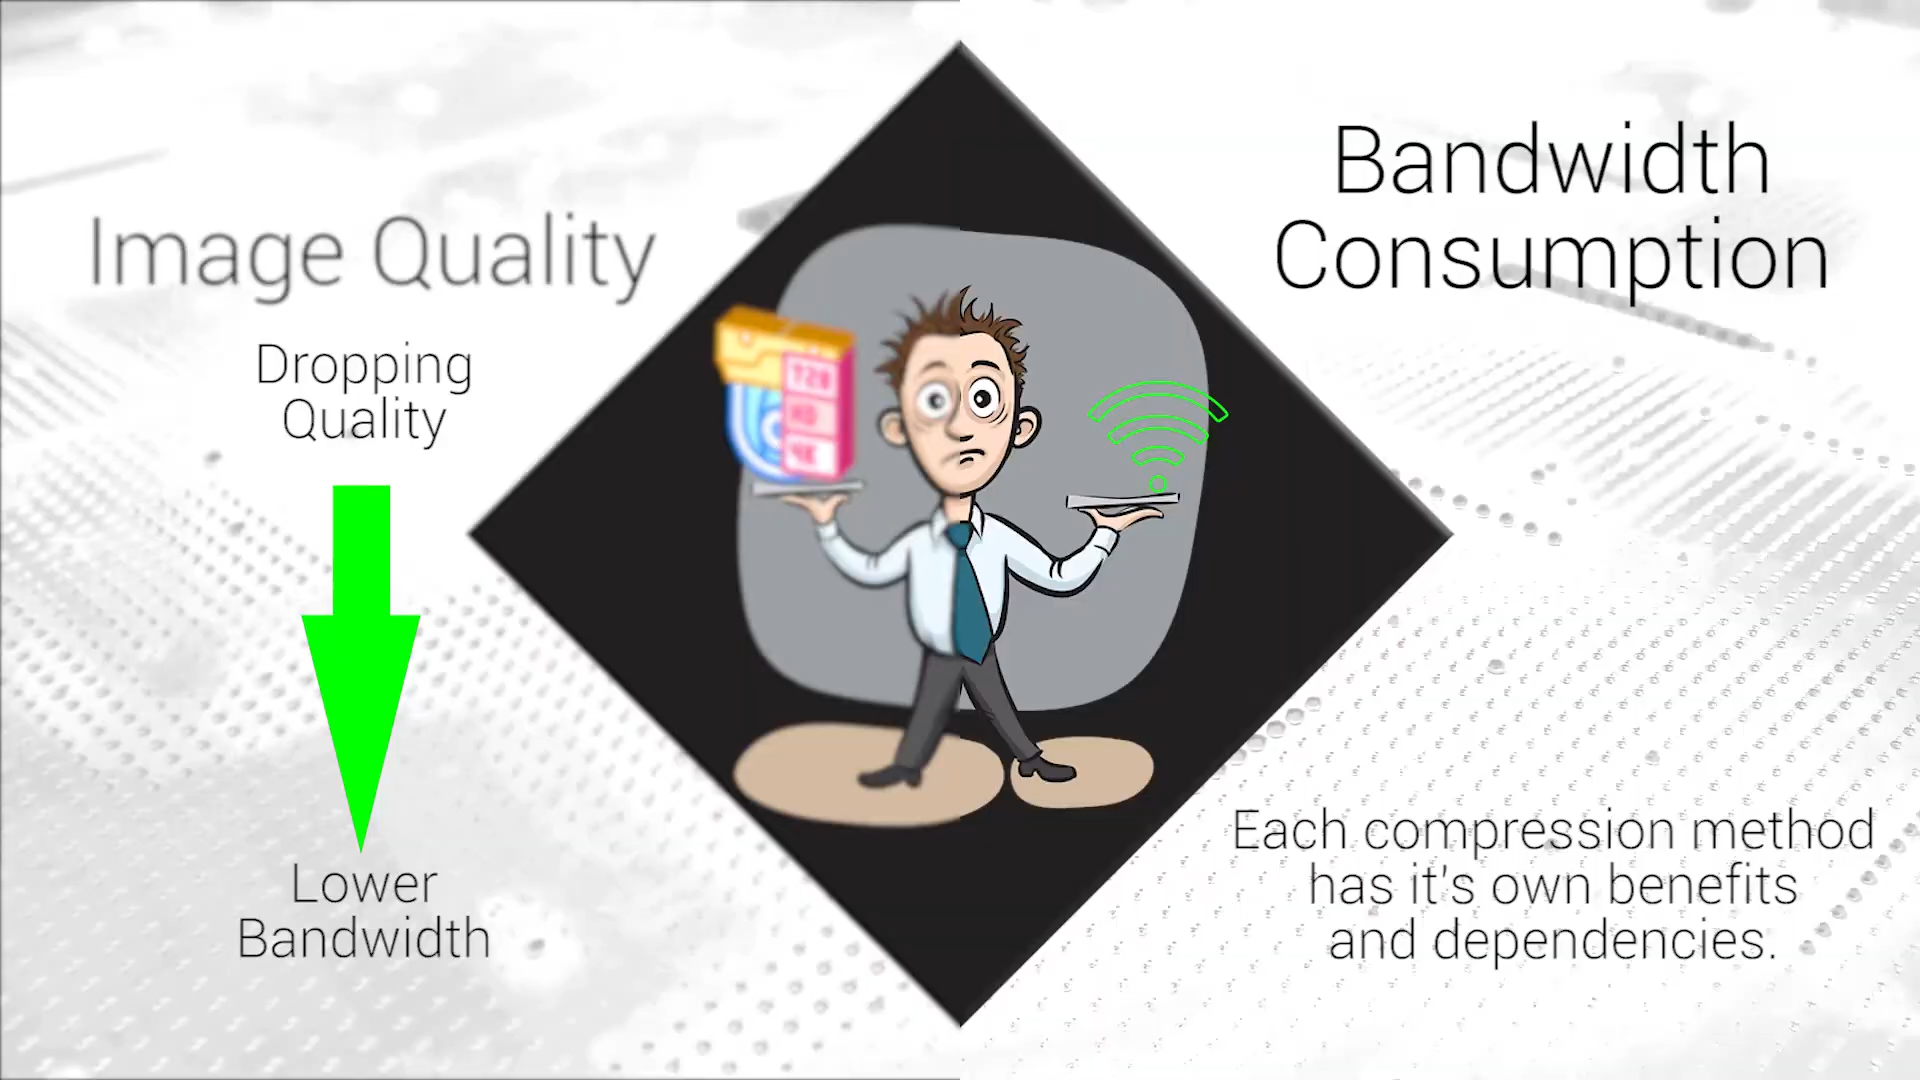 Image Quality
Dropping
Quality
Lower
Bandwidth
720
HD
4K
Bandwidth
Consumption
Each compression method
has it's own benefits
and dependencies.